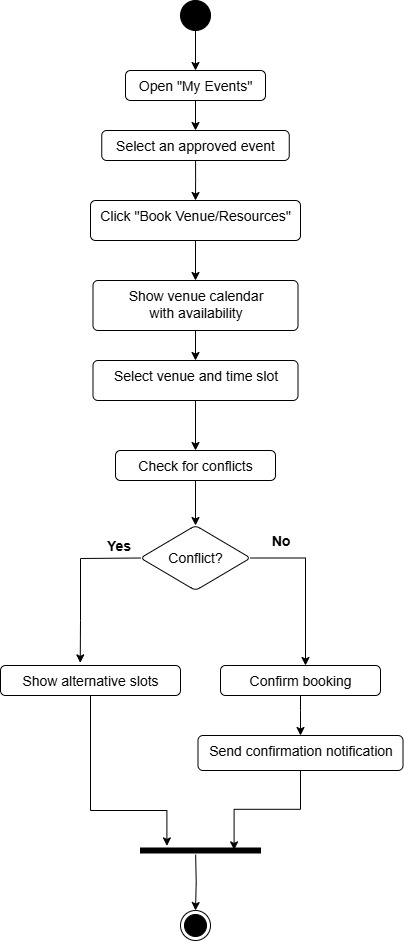 Open "My Events"
Select an approved event
Click "Book Venue/Resources"
Show venue calendar
with availability
Select venue and time slot
Check for conflicts
Conflict?
Yes
No
Show alternative slots
Confirm booking
Send confirmation notification